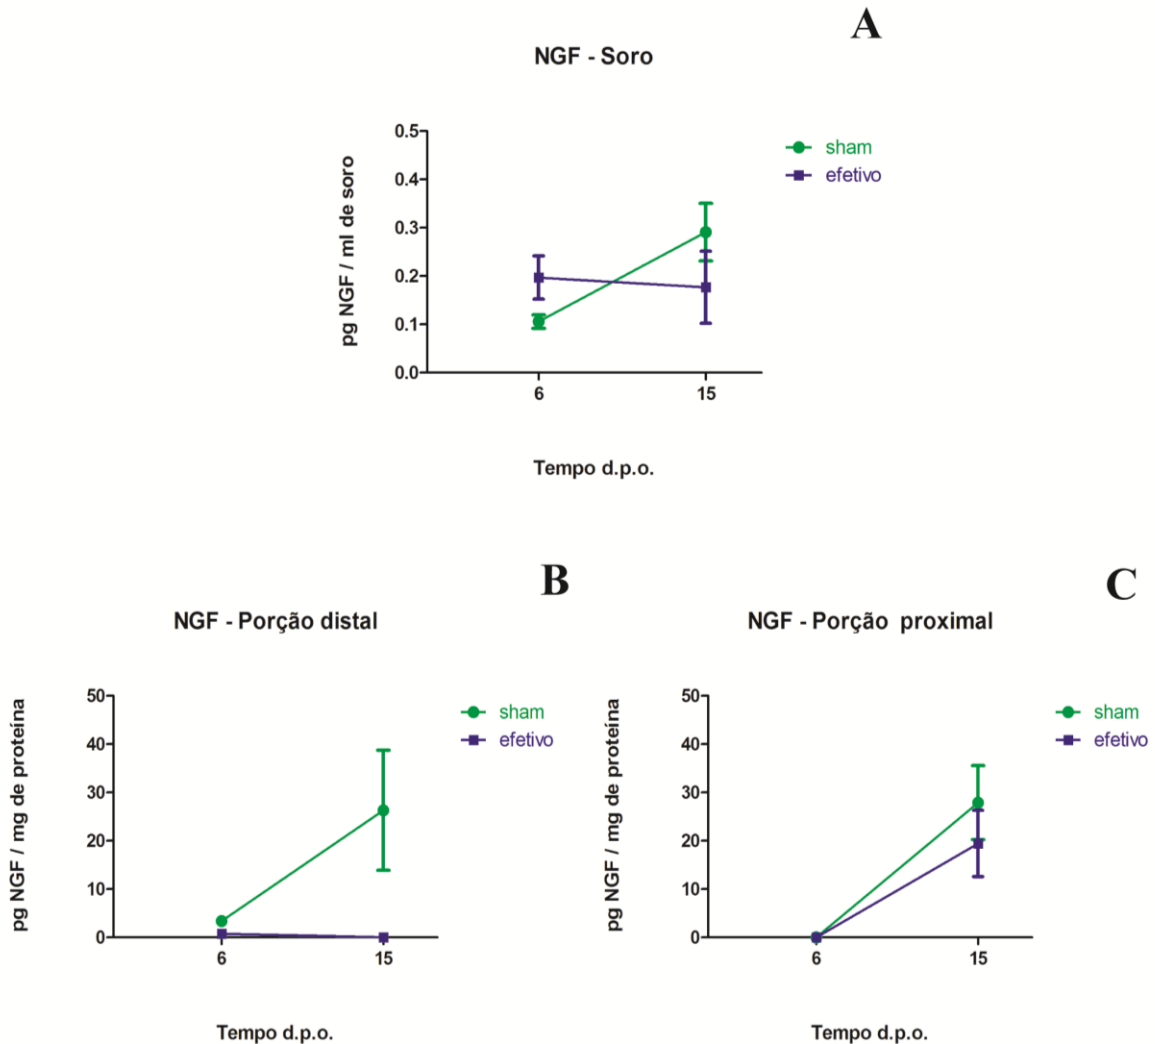 A
NGF - Soro
pg NGF / ml de soro
0.5
0.4
0.3
0.2
0.1
0.0
6
15
Tempo d.p.o.
sham
efetivo
B
NGF - Porção distal
pg NGF / mg de proteína
50
40
30
20
10
0
6
15
Tempo d.p.o.
sham
efetivo
C
NGF - Porção proximal
pg NGF / mg de proteína
50
40
30
20
10
0
6
15
Tempo d.p.o.
sham
efetivo